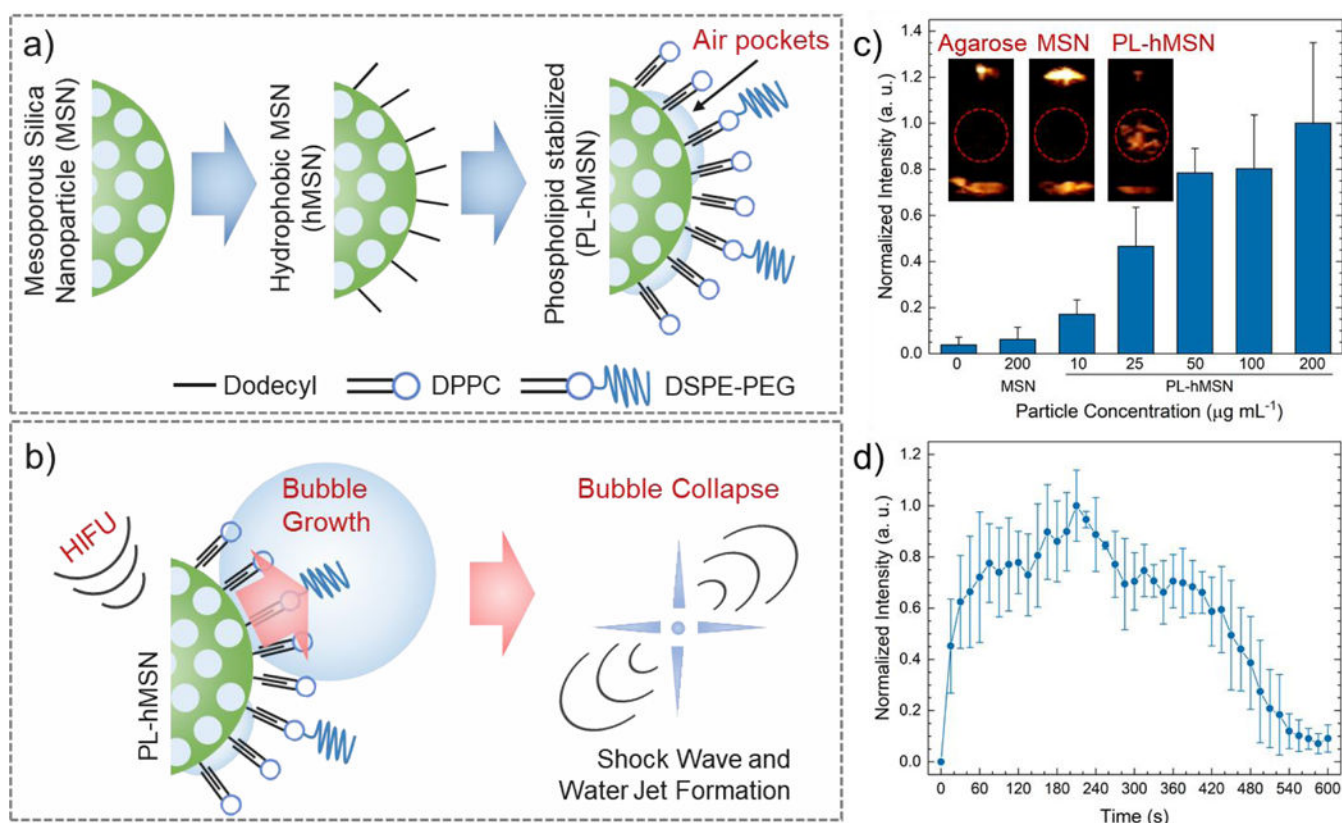 a)
Mesoporous Silica
Nanoparticle (MSN)
Hydrophobic MSN
(hMSN)
Phospholipid stabilized
(PL-hMSN)
Air pockets
Dodecyl
DPPC
DSPE-PEG
b)
HIFU
PL-hMSN
Bubble
Growth
Bubble Collapse
Shock Wave and
Water Jet Formation
c)
Normalized Intensity (a. u.)
1.4
1.2
1.0
0.8
0.6
0.4
0.2
0.0
Agarose MSN PL-hMSN
0 200 10 25 50 100 200
MSN PL-hMSN
Particle Concentration (μg mL⁻¹)
d)
Normalized Intensity (a. u.)
1.2
1.0
0.8
0.6
0.4
0.2
0.0
0 60 120 180 240 300 360 420 480 540 600
Time (s)